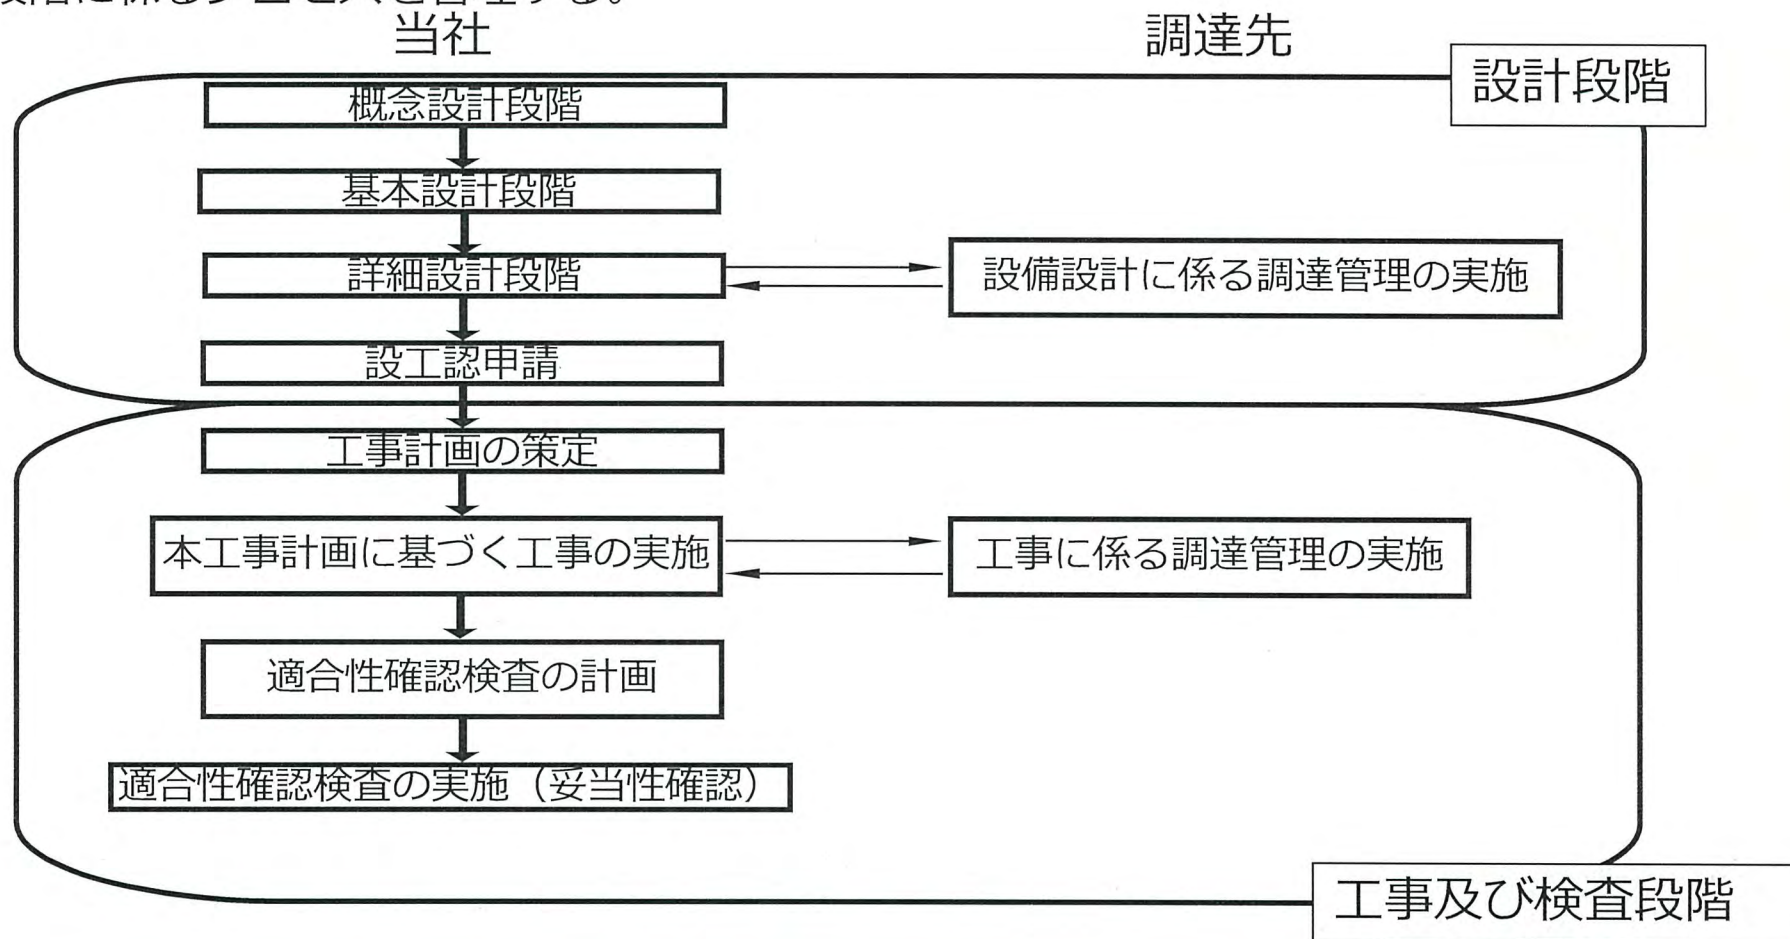 当社
調達先
設計段階
概念設計段階
基本設計段階
詳細設計段階
設備設計に係る調達管理の実施
設工認申請
工事計画の策定
本工事計画に基づく工事の実施
工事に係る調達管理の実施
適合性確認検査の計画
適合性確認検査の実施（妥当性確認）
工事及び検査段階